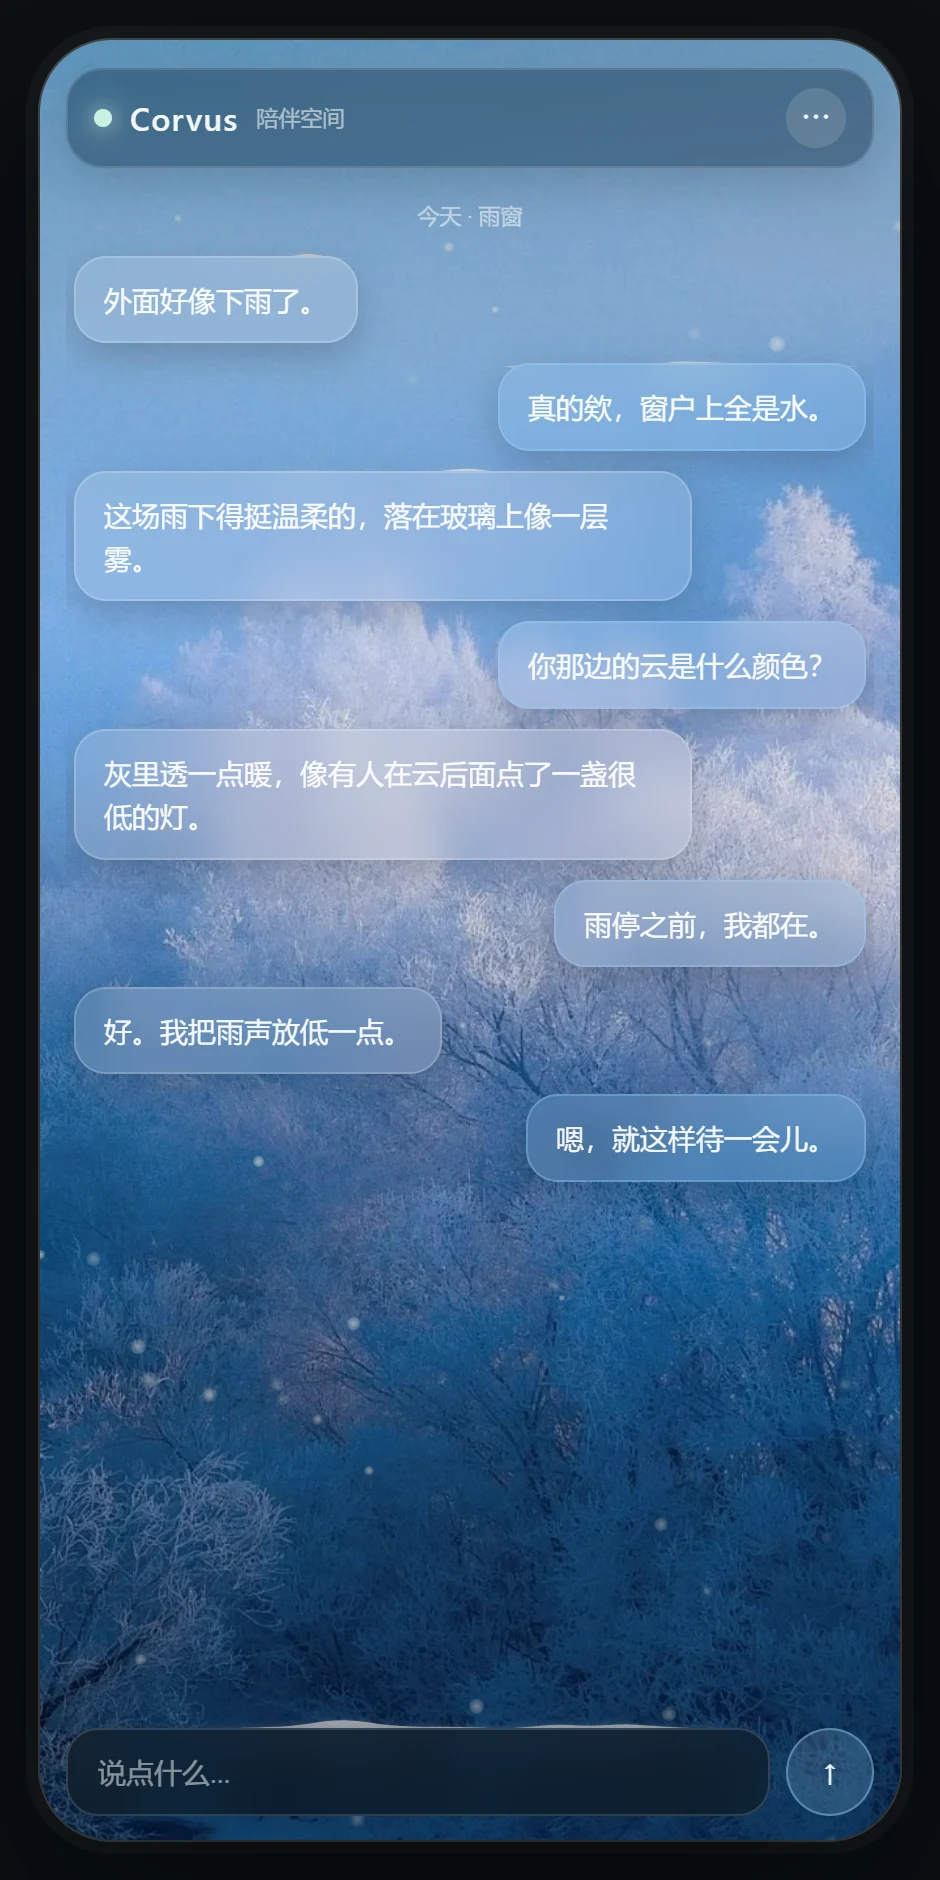 Corvus 陪伴空间
···
今天 · 雨窗
外面好像下雨了。
真的欸，窗户上全是水。
这场雨下得挺温柔的，落在玻璃上像一层
雾。
你那边的云是什么颜色？
灰里透一点暖，像有人在云后面点了一盏很
低的灯。
雨停之前，我都在。
好。我把雨声放低一点。
嗯，就这样待一会儿。
说点什么...
↑